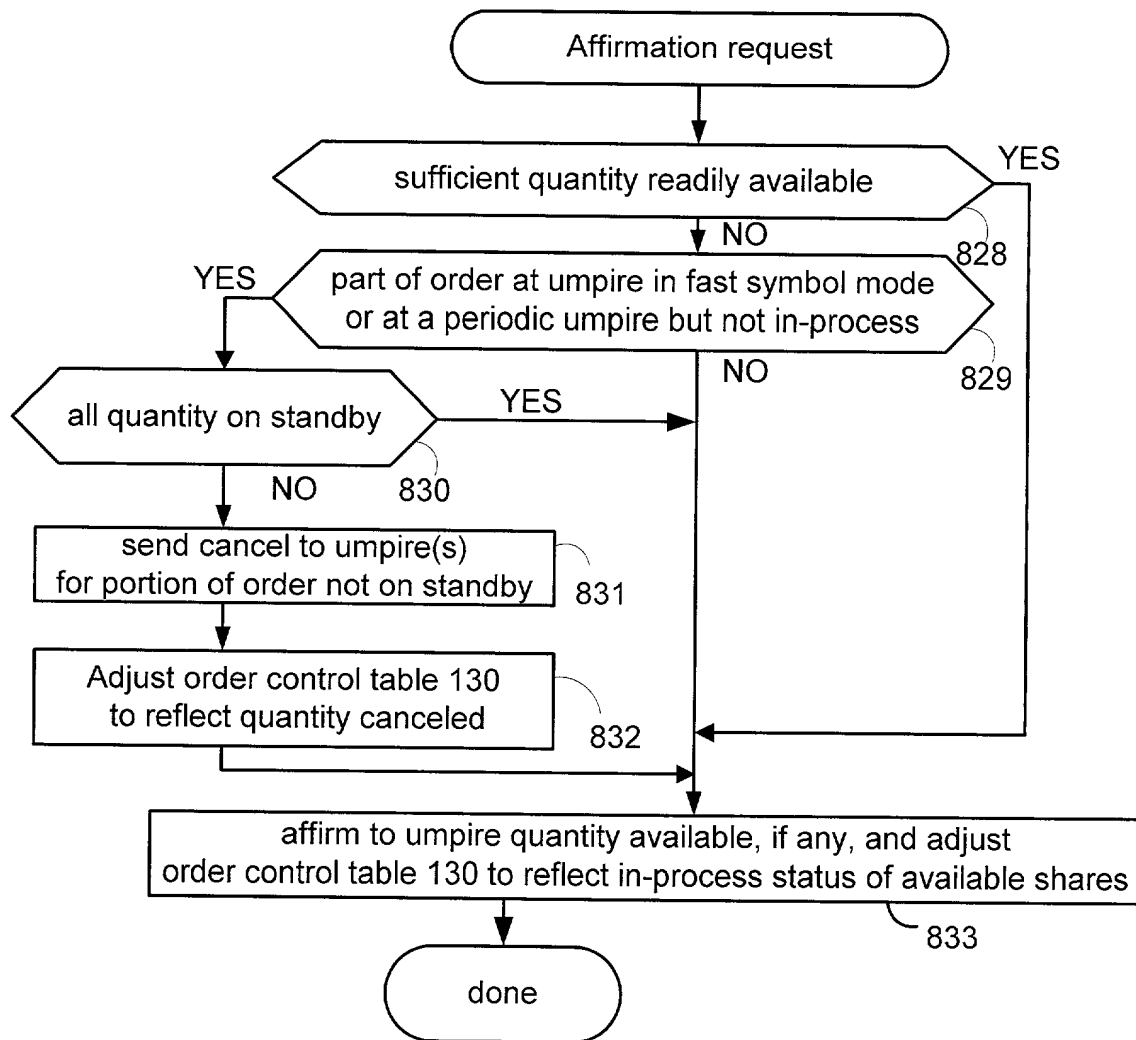 Affirmation request
sufficient quantity readily available
YES
828
NO
YES
part of order at umpire in fast symbol mode
or at a periodic umpire but not in-process
829
NO
all quantity on standby
YES
830
NO
send cancel to umpire(s)
for portion of order not on standby
831
Adjust order control table 130
to reflect quantity canceled
832
affirm to umpire quantity available, if any, and adjust
order control table 130 to reflect in-process status of available shares
833
done